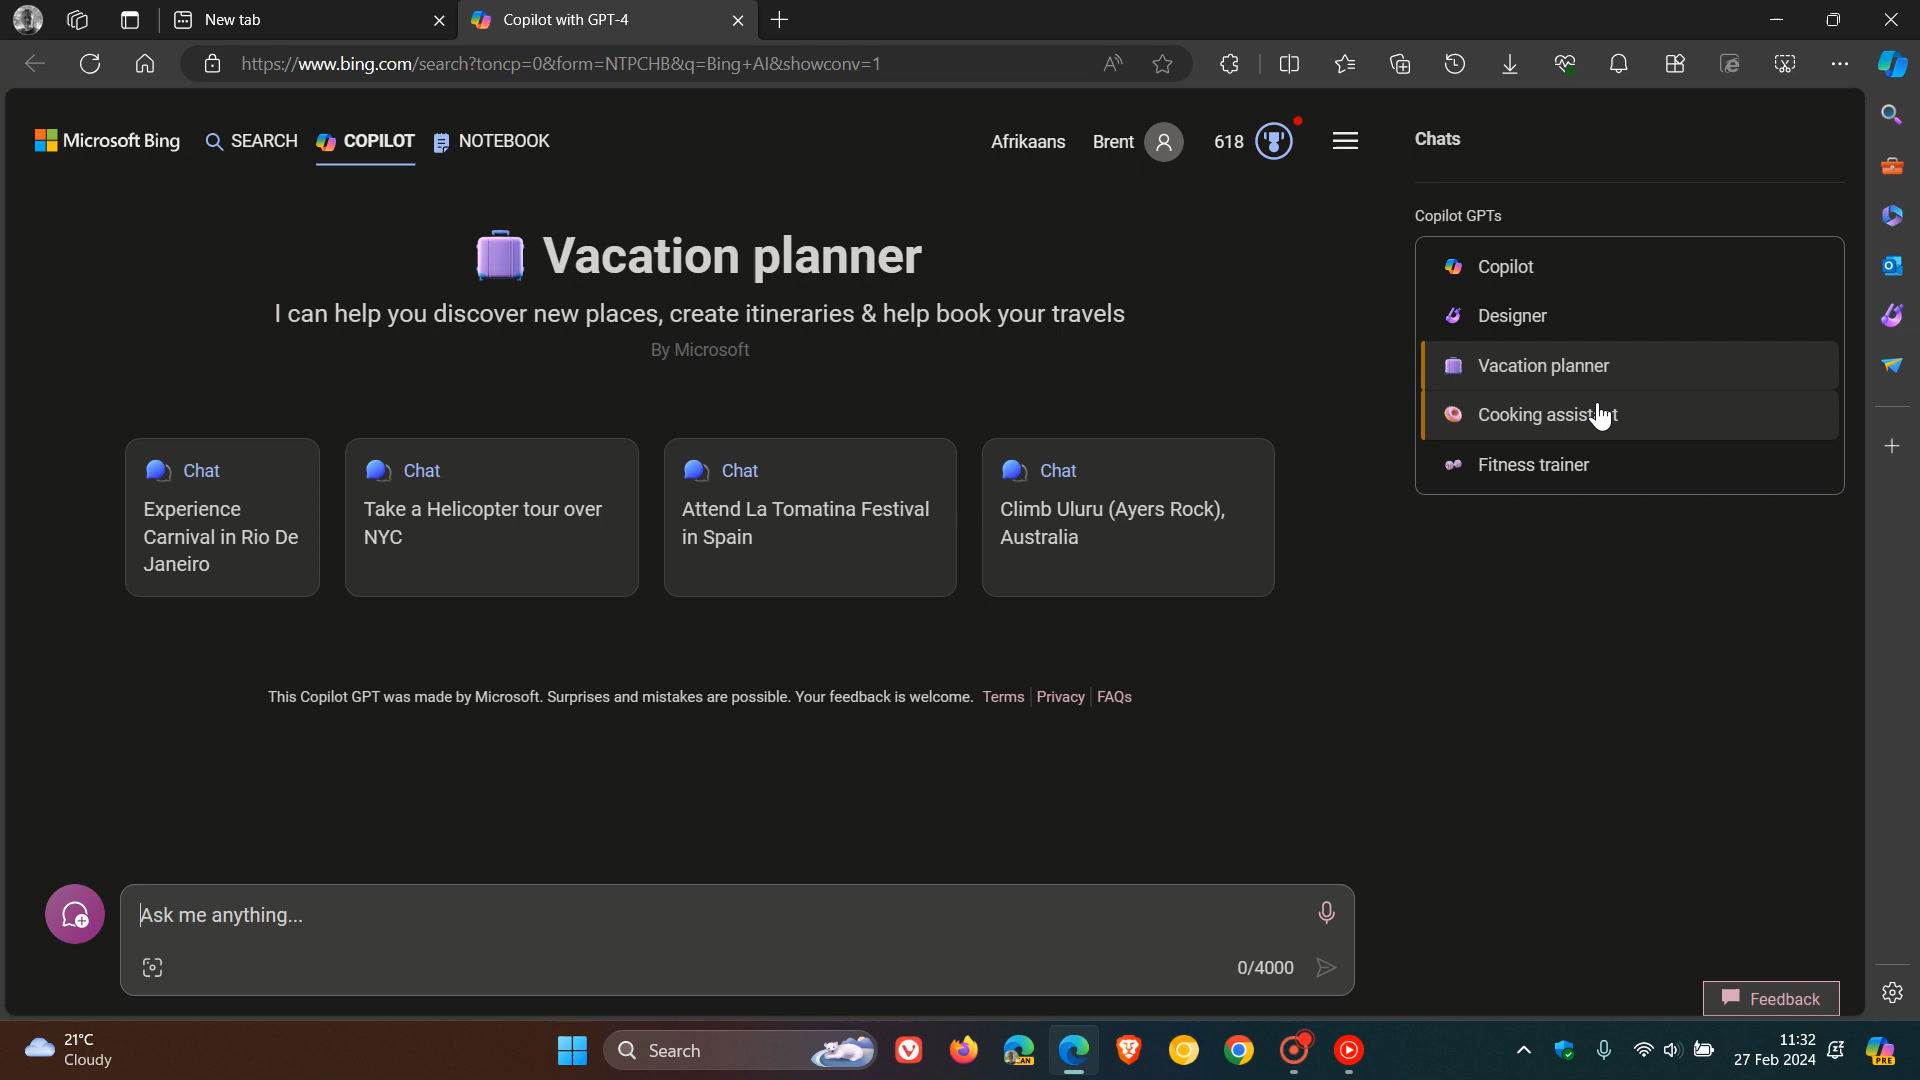 New tab
Copilot with GPT-4
https://www.bing.com/search?toncp=0&form=NTPCHB&q=Bing+AI&showconv=1
Microsoft Bing
SEARCH
COPILOT
NOTEBOOK
Afrikaans
Brent
618
Chats
Copilot GPTs
Copilot
Designer
Vacation planner
Fitness trainer
Vacation planner
I can help you discover new places, create itineraries & help book your travels
By Microsoft
Chat
Experience
Carnival in Rio De
Janeiro
Chat
Take a Helicopter tour over
NYC
Chat
Attend La Tomatina Festival
in Spain
Chat
Climb Uluru (Ayers Rock),
Australia
Cooking assistant
This Copilot GPT was made by Microsoft. Surprises and mistakes are possible. Your feedback is welcome. Terms Privacy FAQs
Ask me anything...
0/4000
Feedback
21°C
Cloudy
Search
CAN
11:32
27 Feb 2024
PRE